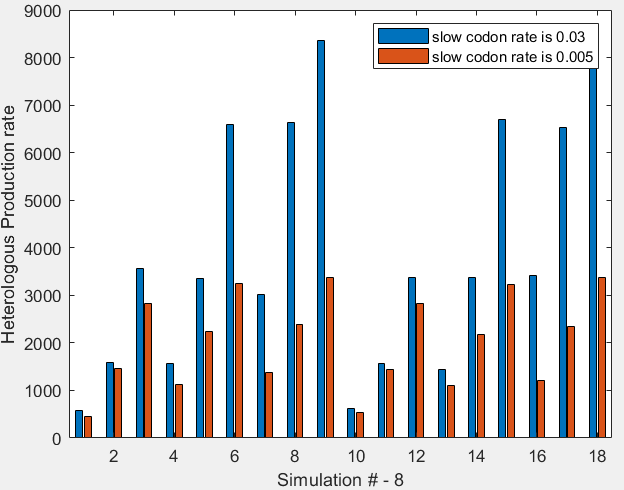 9000
8000
7000
6000
5000
4000
3000
2000
1000
0
Heterologous Production rate
slow codon rate is 0.03
slow codon rate is 0.005
2 4 6 8 10 12 14 16 18
Simulation # - 8